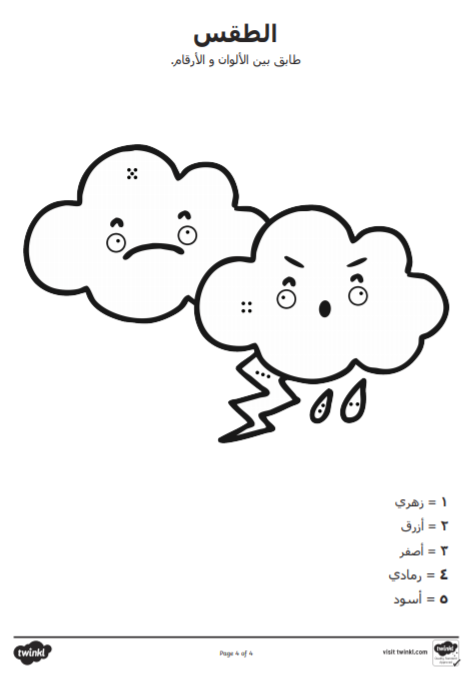 الطقس
طابق بين الألوان و الأرقام.
١ = زهري
٢ = أزرق
٣ = أصفر
٤ = رمادي
٥ = أسود
twinkl
Page 4 of 4
visit twinkl.com
twinkl